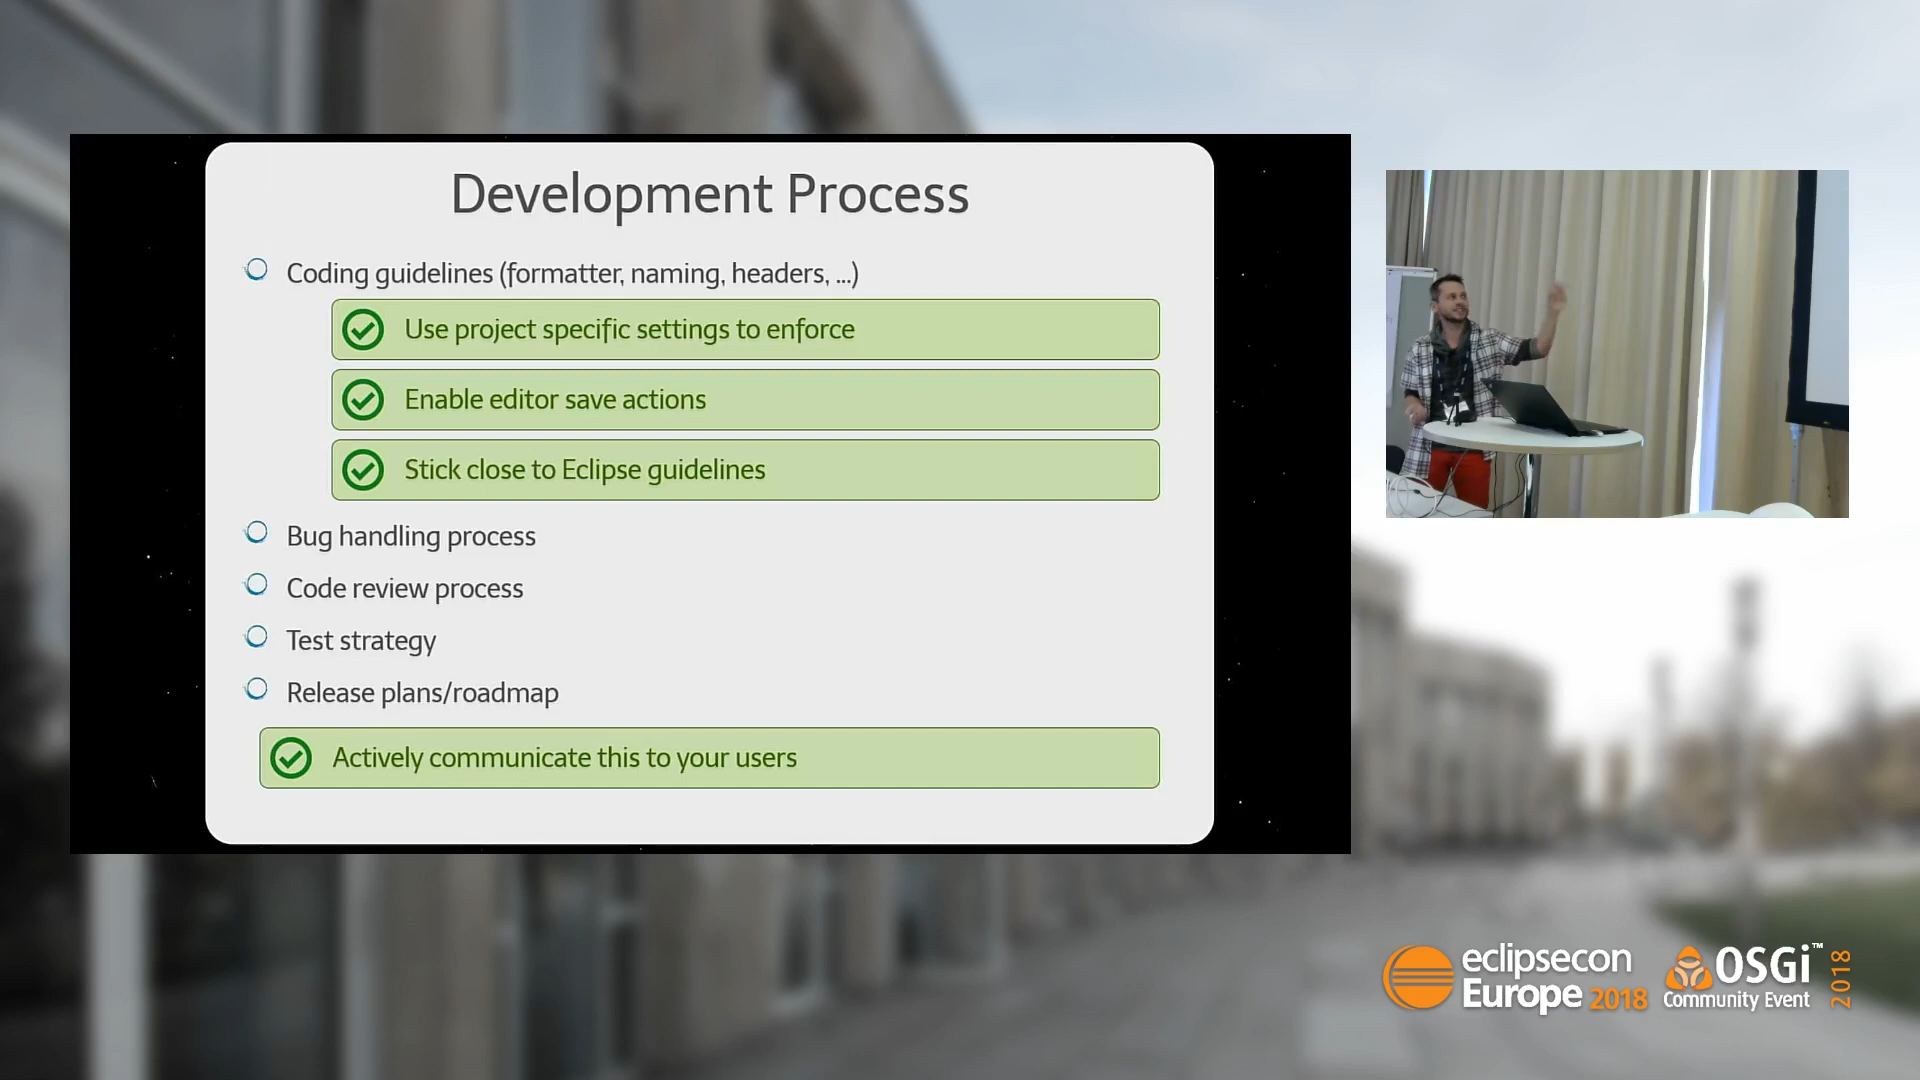 Development Process
Coding guidelines (formatter, naming, headers, ...)
Use project specific settings to enforce
Enable editor save actions
Stick close to Eclipse guidelines
Bug handling process
Code review process
Test strategy
Release plans/roadmap
Actively communicate this to your users
eclipsecon
Europe 2018
OSGi™
Community Event
2018